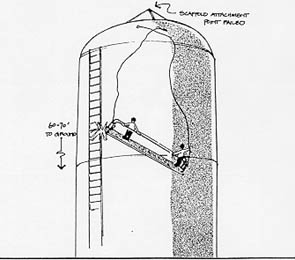 SCAFFOLD ATTACHMENT
POINT FAILED
60-70'
TO GROUND